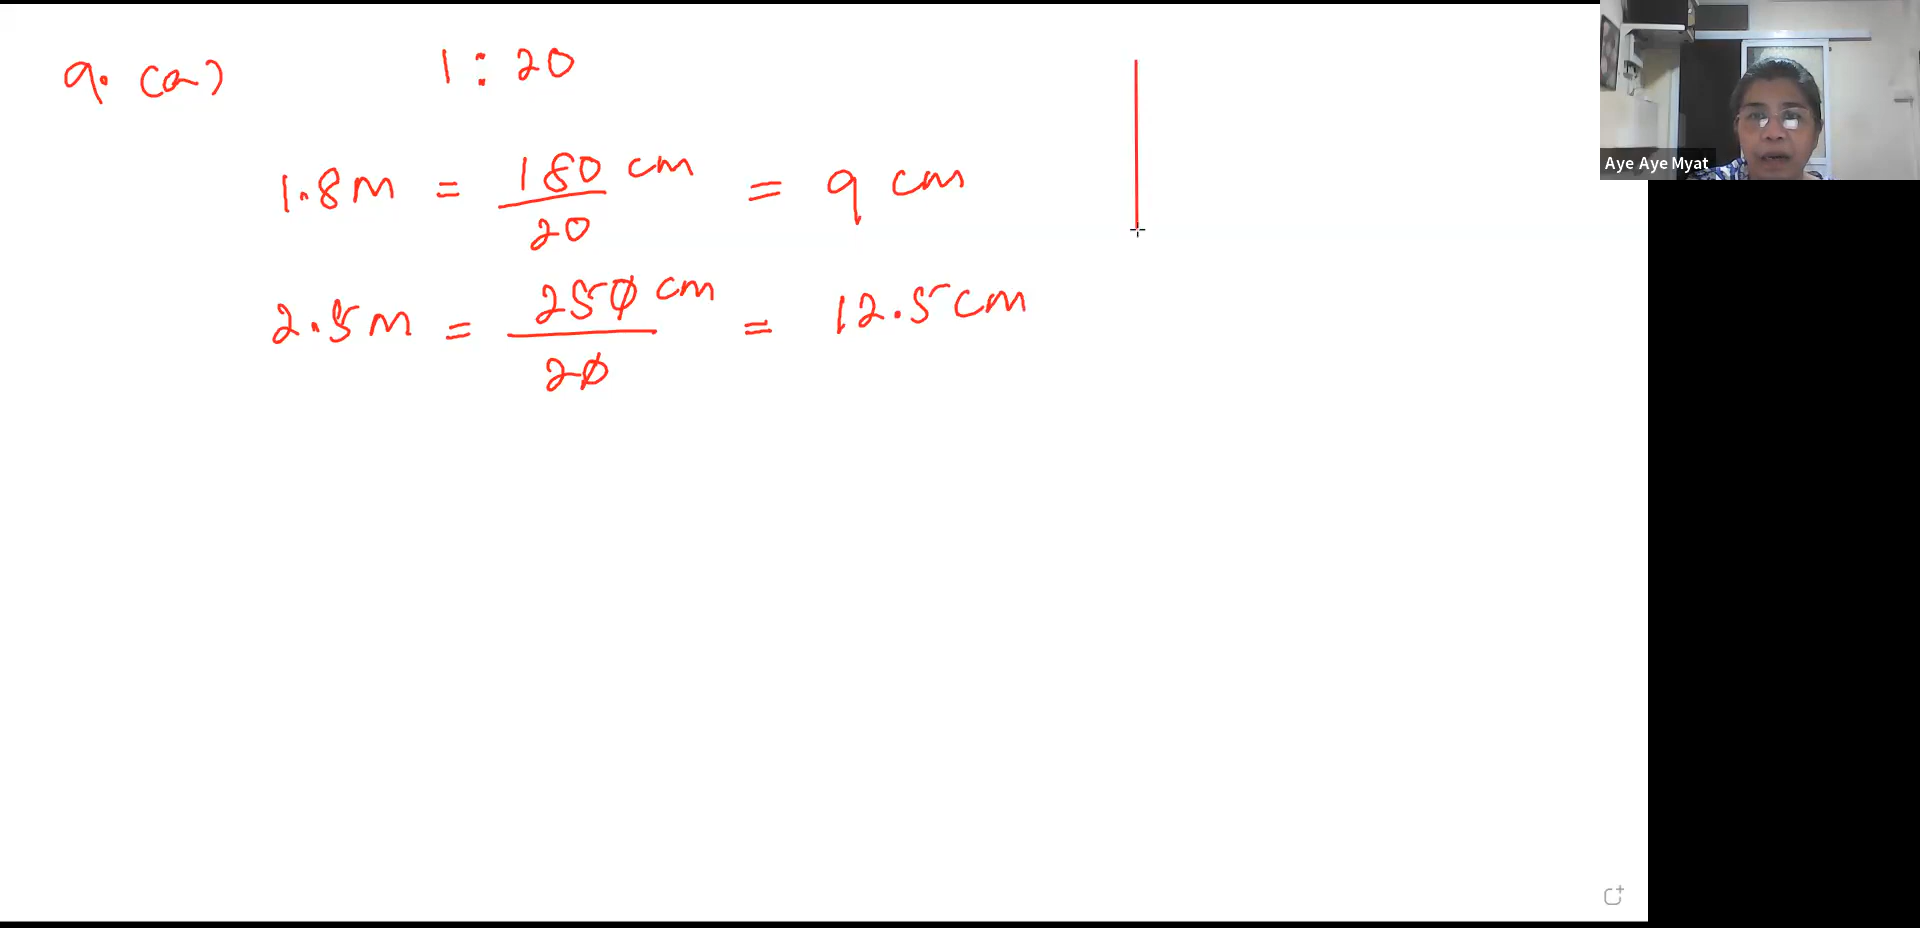 9. (a) 1 : 20
1.8 m = 180 cm / 20 = 9 cm
2.5 m = 250 cm / 20 = 12.5 cm
Aye Aye Myat